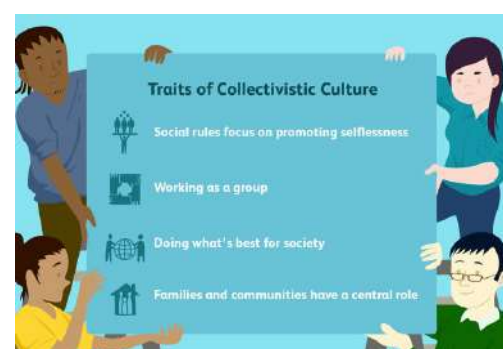 Traits of Collectivistic Culture
Social rules focus on promoting selflessness
Working as a group
Doing what's best for society
Families and communities have a central role